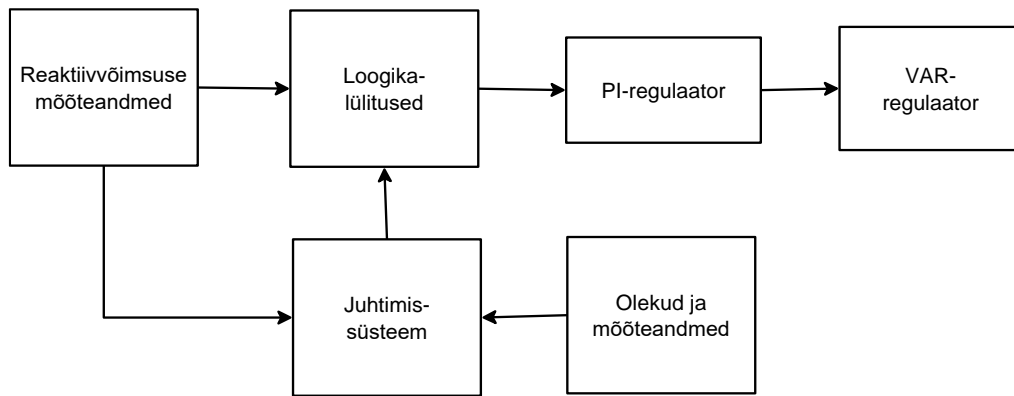 Reaktiivvõimsuse
mõõteandmed
Loogika-
lülitused
PI-regulaator
VAR-
regulaator
Juhtimis-
süsteem
Olekud ja
mõõteandmed